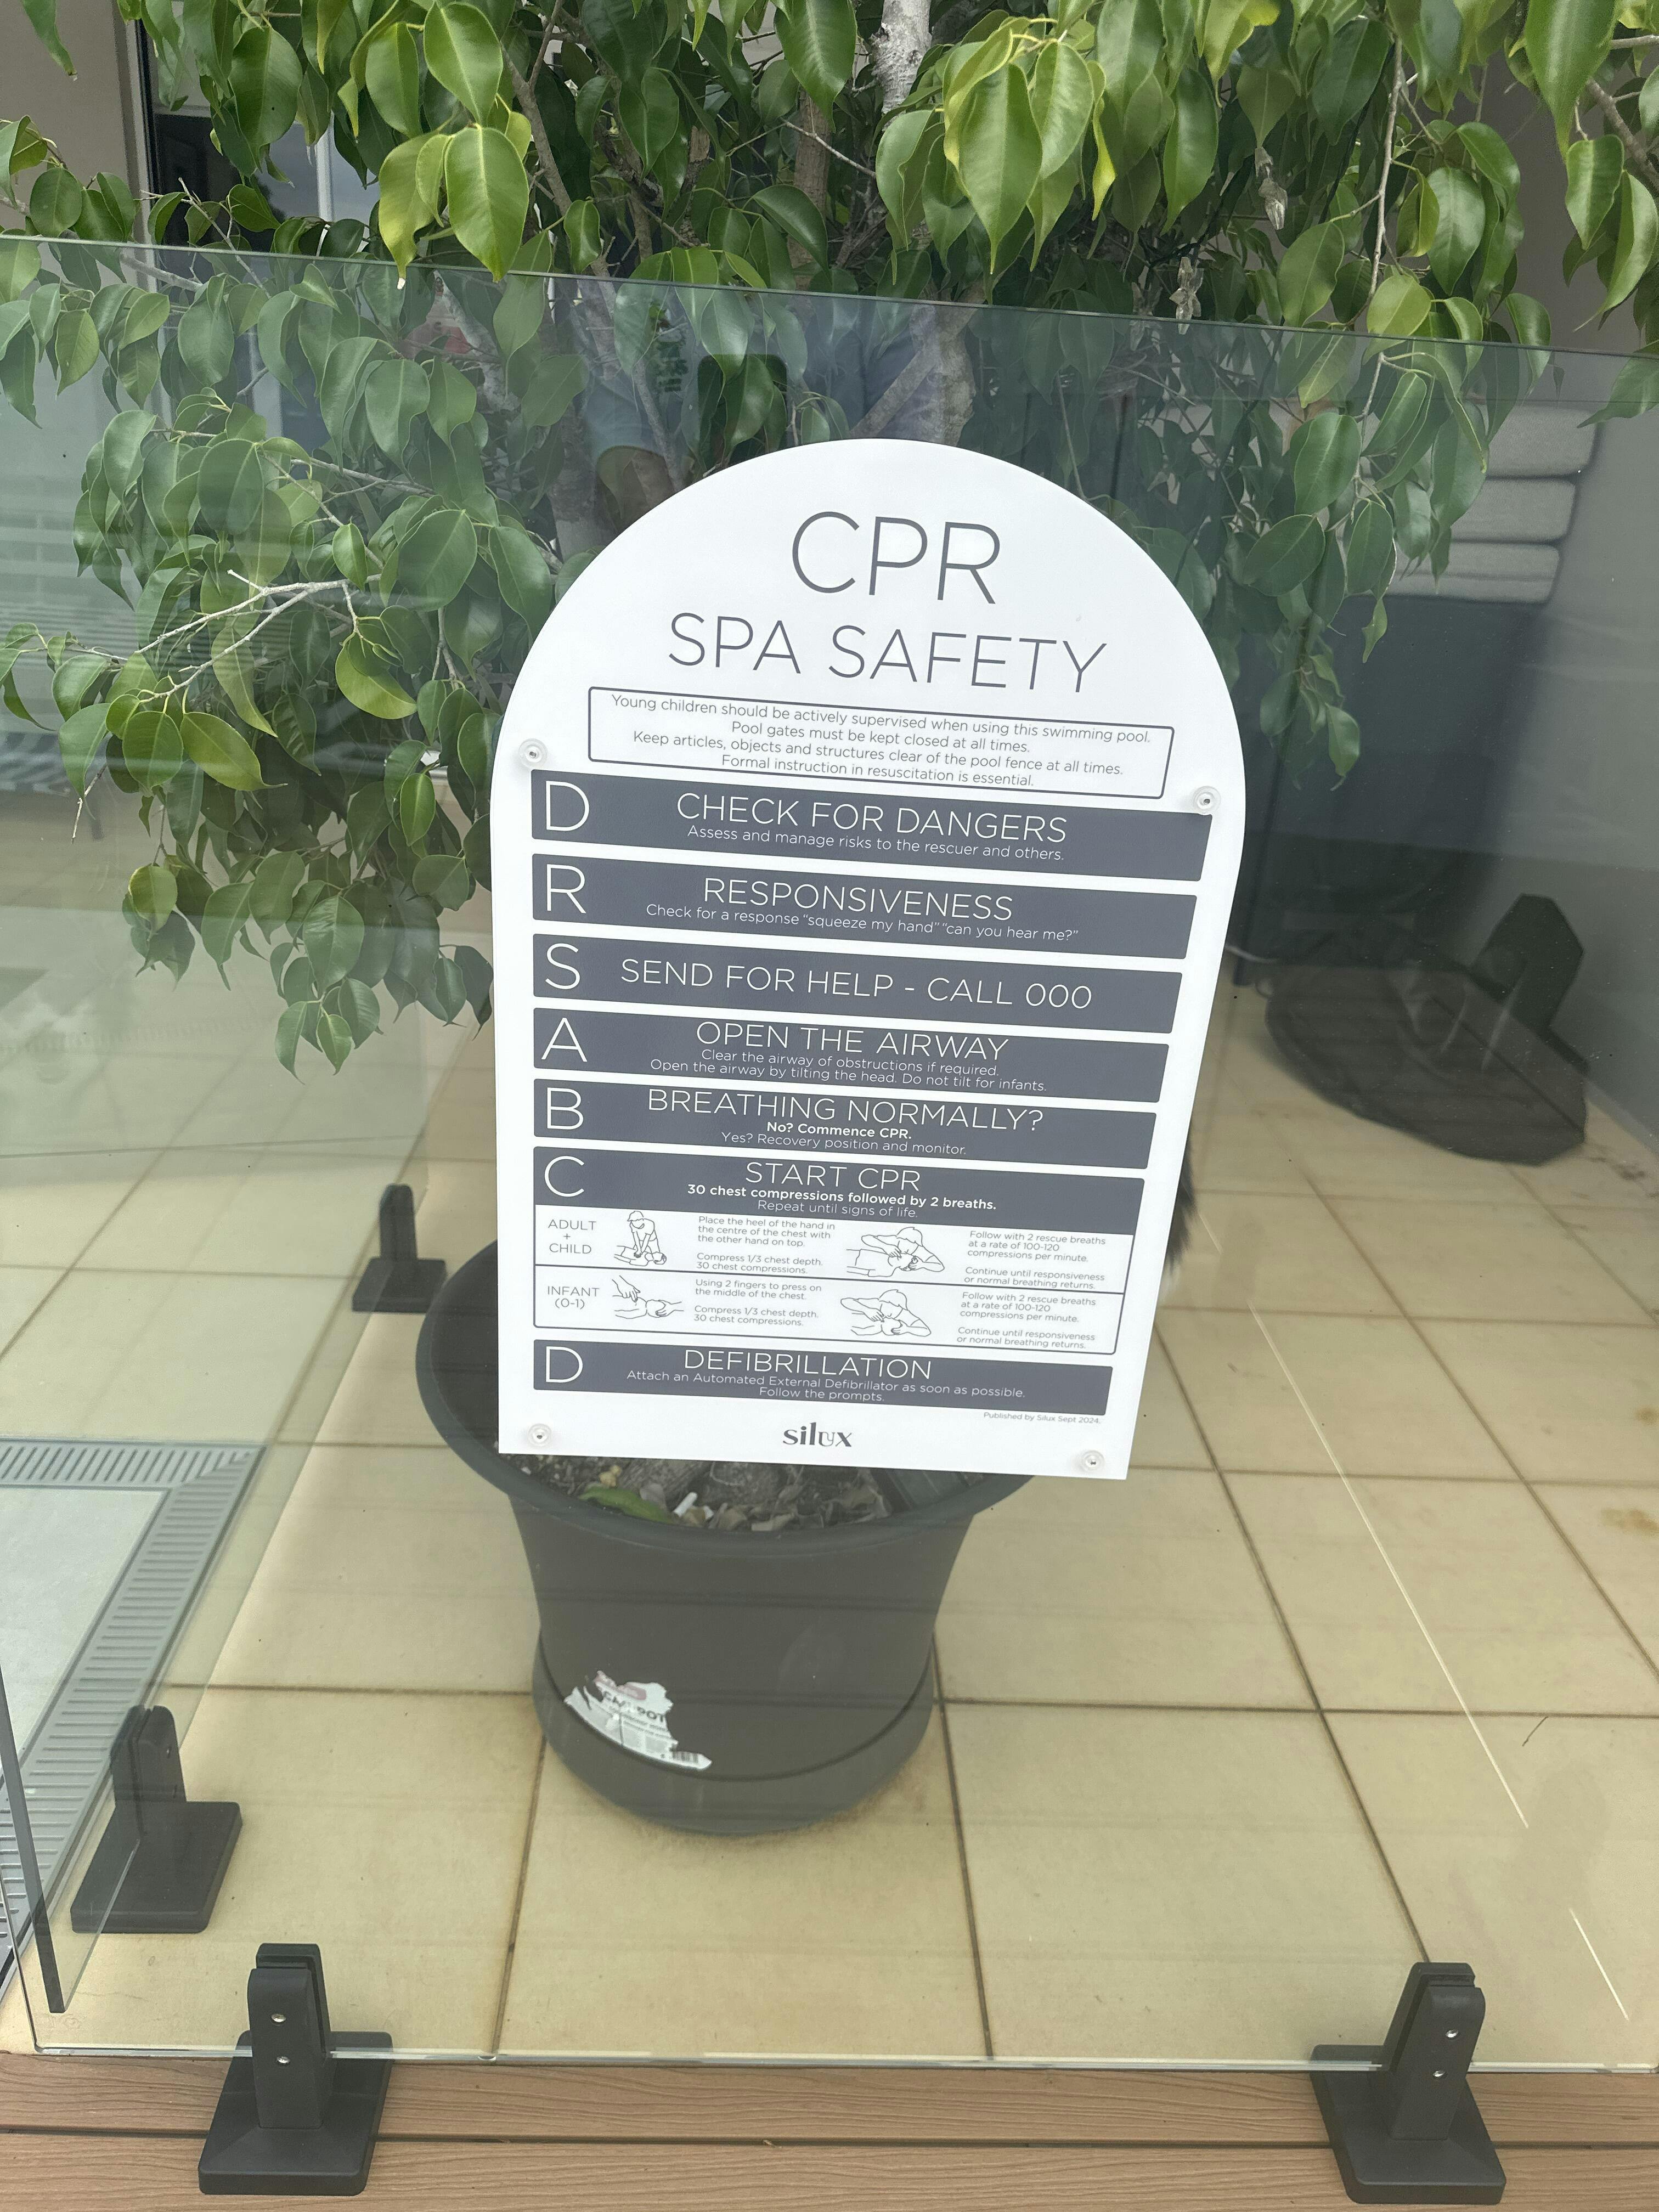 CPR
SPA SAFETY
Young children should be actively supervised when using this swimming pool.
Pool gates must be kept closed at all times.
Keep articles, objects and structures clear of the pool fence at all times.
Formal instruction in resuscitation is essential.
D
CHECK FOR DANGERS
Assess and manage risks to the rescuer and others.
R
RESPONSIVENESS
Check for a response "squeeze my hand" "can you hear me?"
S
SEND FOR HELP - CALL 000
A
OPEN THE AIRWAY
Clear the airway of obstructions if required.
Open the airway by tilting the head. Do not tilt for infants.
B
BREATHING NORMALLY?
No? Commence CPR.
Yes? Recovery position and monitor.
C
START CPR
30 chest compressions followed by 2 breaths.
Repeat until signs of life.
ADULT
+
CHILD
Place the heel of the hand in
the centre of the chest with
the other hand on top.
Compress 1/3 chest depth.
30 chest compressions.
Follow with 2 rescue breaths
at a rate of 100-120
compressions per minute.
Continue until responsiveness
or normal breathing returns.
INFANT
(0-1)
Using 2 fingers to press on
the middle of the chest.
Compress 1/3 chest depth.
30 chest compressions.
Follow with 2 rescue breaths
at a rate of 100-120
compressions per minute.
Continue until responsiveness
or normal breathing returns.
D
DEFIBRILLATION
Attach an Automated External Defibrillator as soon as possible.
Follow the prompts.
Published by Silux Sept 2024.
silux